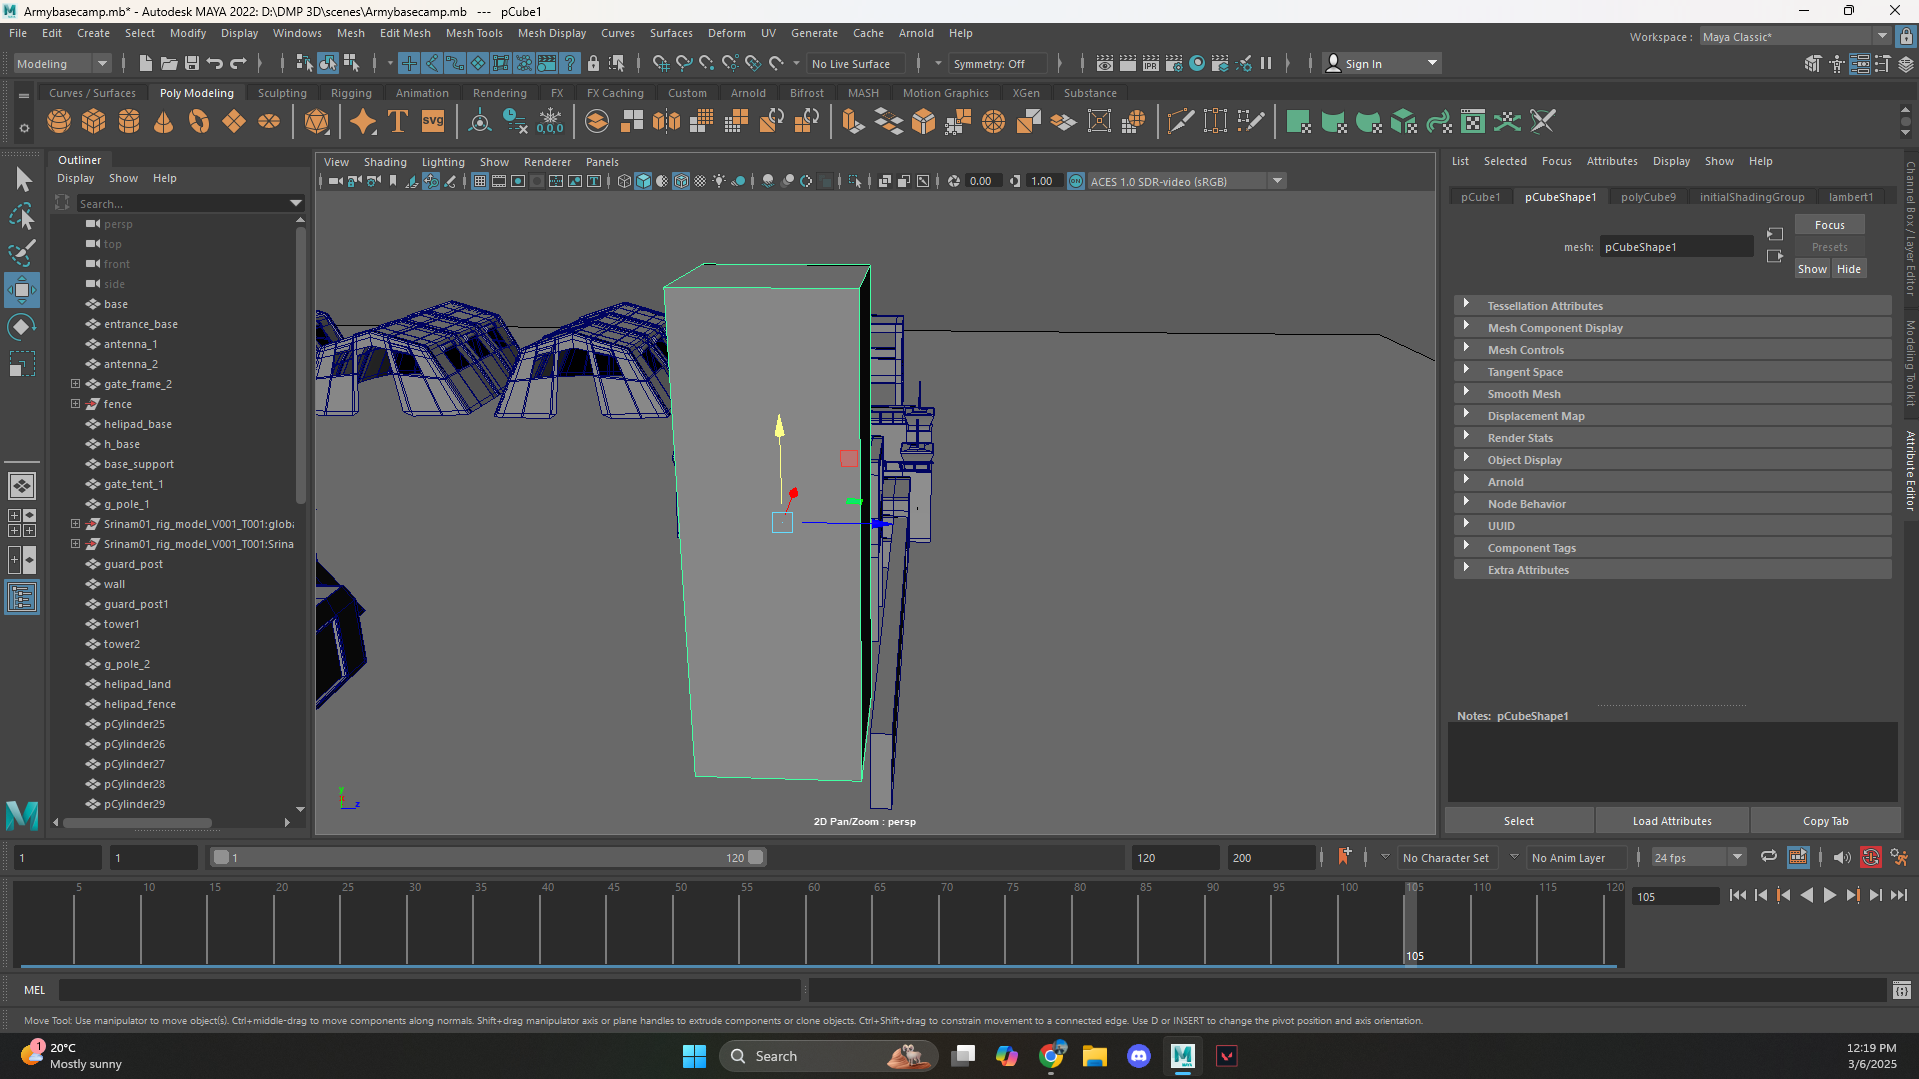 Armybasecamp.mb* - Autodesk MAYA 2022: D:\DMP 3D\scenes\Armybasecamp.mb   ---   pCube1
File Edit Create Select Modify Display Windows Mesh Edit Mesh Mesh Tools Mesh Display Curves Surfaces Deform UV Generate Cache Arnold Help
Workspace : Maya Classic*
Modeling
No Live Surface
Symmetry: Off
Sign In
Curves / Surfaces Poly Modeling Sculpting Rigging Animation Rendering FX FX Caching Custom Arnold Bifrost MASH Motion Graphics XGen Substance
T svg 0,0,0
Outliner
Display Show Help
Search...
persp
top
front
side
base
entrance_base
antenna_1
antenna_2
gate_frame_2
fence
helipad_base
h_base
base_support
gate_tent_1
g_pole_1
Srinam01_rig_model_V001_T001:globa
Srinam01_rig_model_V001_T001:Srina
guard_post
wall
guard_post1
tower1
tower2
g_pole_2
helipad_land
helipad_fence
pCylinder25
pCylinder26
pCylinder27
pCylinder28
pCylinder29
View Shading Lighting Show Renderer Panels
0.00
1.00
ACES 1.0 SDR-video (sRGB)
y
z
2D Pan/Zoom : persp
List Selected Focus Attributes Display Show Help
pCube1 pCubeShape1 polyCube9 initialShadingGroup lambert1
mesh: pCubeShape1
Focus
Presets
Show Hide
Tessellation Attributes
Mesh Component Display
Mesh Controls
Tangent Space
Smooth Mesh
Displacement Map
Render Stats
Object Display
Arnold
Node Behavior
UUID
Component Tags
Extra Attributes
Notes: pCubeShape1
Select
Load Attributes
Copy Tab
Channel Box / Layer Editor
Modeling Toolkit
Attribute Editor
1
1
1
120
120
200
No Character Set
No Anim Layer
24 fps
5 10 15 20 25 30 35 40 45 50 55 60 65 70 75 80 85 90 95 100 105 110 115 120
105
105
MEL
Move Tool: Use manipulator to move object(s). Ctrl+middle-drag to move components along normals. Shift+drag manipulator axis or plane handles to extrude components or clone objects. Ctrl+Shift+drag to constrain movement to a connected edge. Use D or INSERT to change the pivot position and axis orientation.
1
20°C
Mostly sunny
Search
12:19 PM
3/6/2025